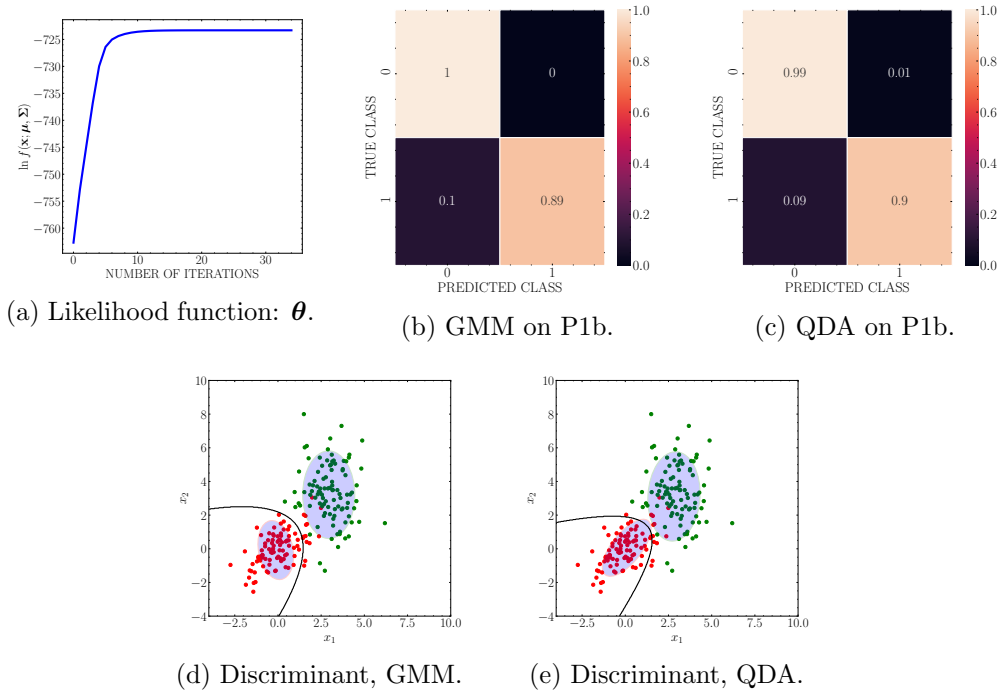 −725
−730
−735
−740
−745
−750
−755
−760
ln f(x; μ, Σ)
0 10 20 30
NUMBER OF ITERATIONS
(a) Likelihood function: θ.
TRUE CLASS
0
1
1 0
0.1 0.89
0 1
PREDICTED CLASS
1.0
0.8
0.6
0.4
0.2
0.0
(b) GMM on P1b.
TRUE CLASS
0
1
0.99 0.01
0.09 0.9
0 1
PREDICTED CLASS
1.0
0.8
0.6
0.4
0.2
0.0
(c) QDA on P1b.
10
8
6
4
2
0
−2
−4
x2
−2.5 0.0 2.5 5.0 7.5 10.0
x1
(d) Discriminant, GMM.
10
8
6
4
2
0
−2
−4
x2
−2.5 0.0 2.5 5.0 7.5 10.0
x1
(e) Discriminant, QDA.